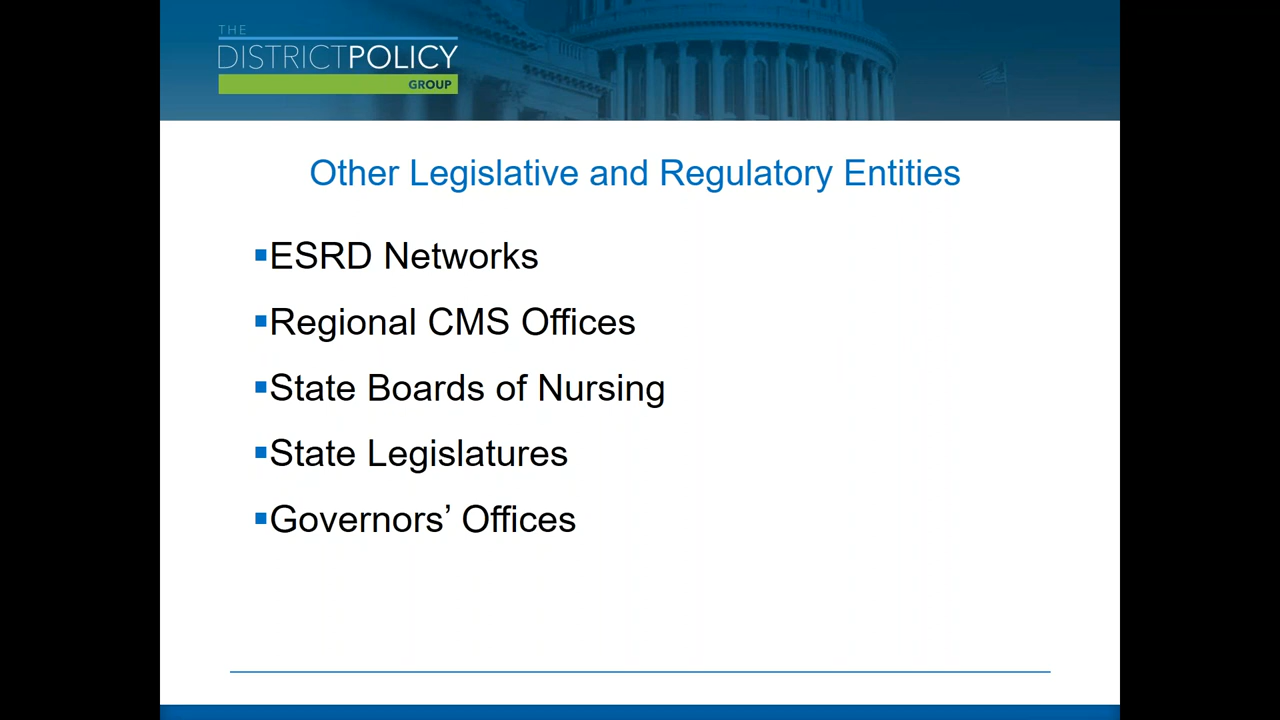 THE
DISTRICTPOLICY
GROUP
Other Legislative and Regulatory Entities
▪ESRD Networks
▪Regional CMS Offices
▪State Boards of Nursing
▪State Legislatures
▪Governors’ Offices